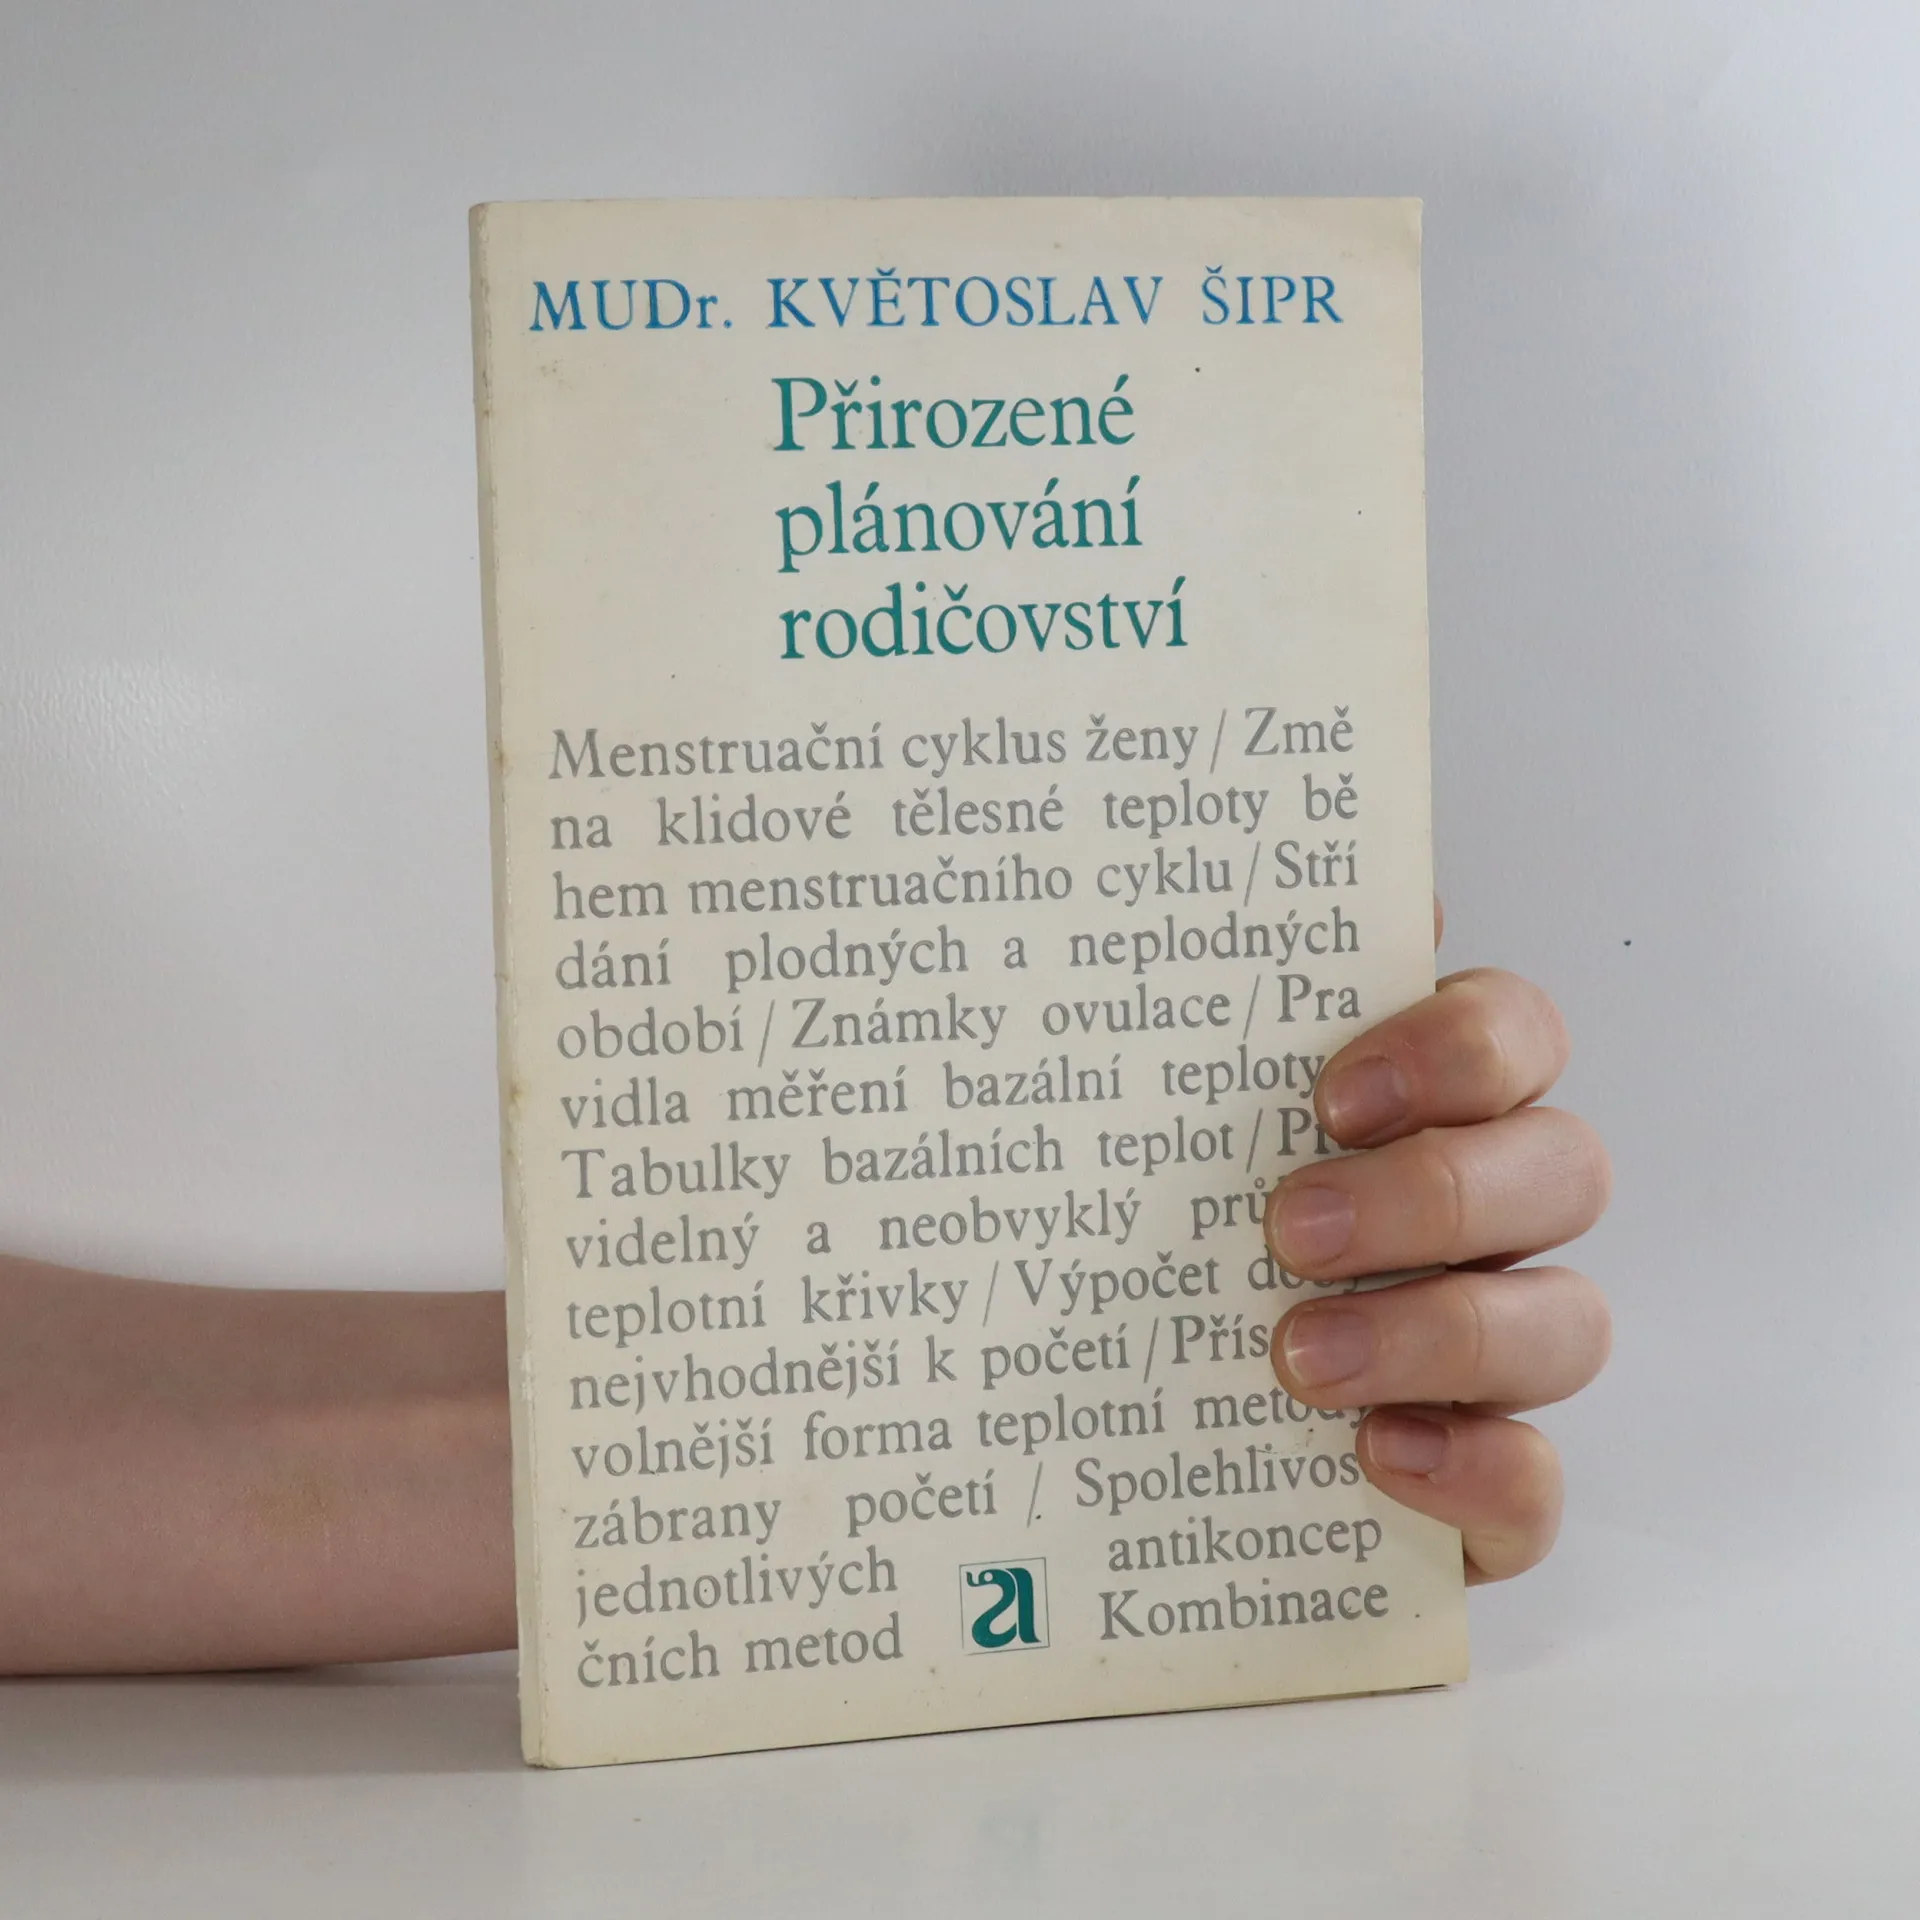 MUDr. KVĚTOSLAV ŠIPR
Přirozené
plánování
rodičovství
Menstruační cyklus ženy / Změ
na klidové tělesné teploty bě
hem menstruačního cyklu / Stří
dání plodných a neplodných
období / Známky ovulace / Pra
vidla měření bazální teploty
Tabulky bazálních teplot /
videlný a neobvyklý
teplotní křivky / Výpočet
nejvhodnější k početí /
volnější forma teplotní metody
zábrany početí / Spolehlivost
jednotlivých antikoncep
čních metod Kombinace
a